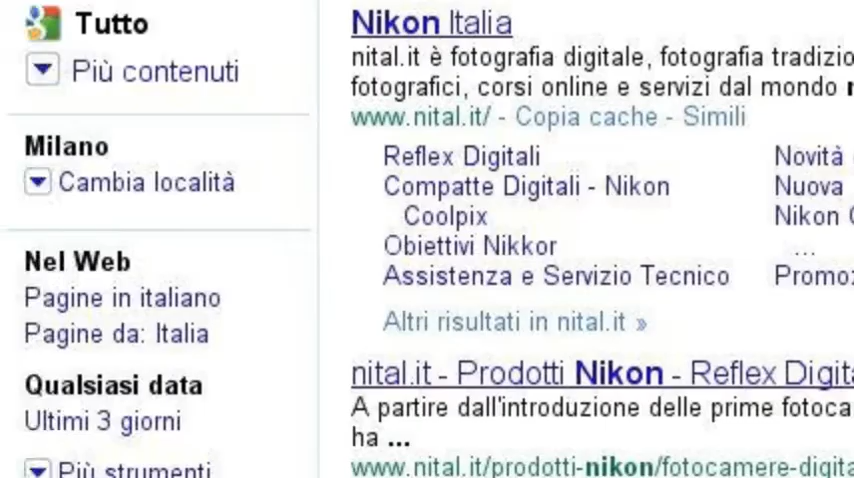 Tutto
Più contenuti
Milano
Cambia località
Nel Web
Pagine in italiano
Pagine da: Italia
Qualsiasi data
Ultimi 3 giorni
Più strumenti
Nikon Italia
nital.it è fotografia digitale, fotografia
fotografici, corsi online e servizi dal mondo
www.nital.it/ - Copia cache - Simili
Reflex Digitali
Compatte Digitali - Nikon
Coolpix
Obiettivi Nikkor
Assistenza e Servizio Tecnico
Novità
Nuova
Nikon
...
Altri risultati in nital.it »
nital.it - Prodotti Nikon - Reflex
A partire dall'introduzione delle prime
ha ...
www.nital.it/prodotti-nikon/fotocamere-digita